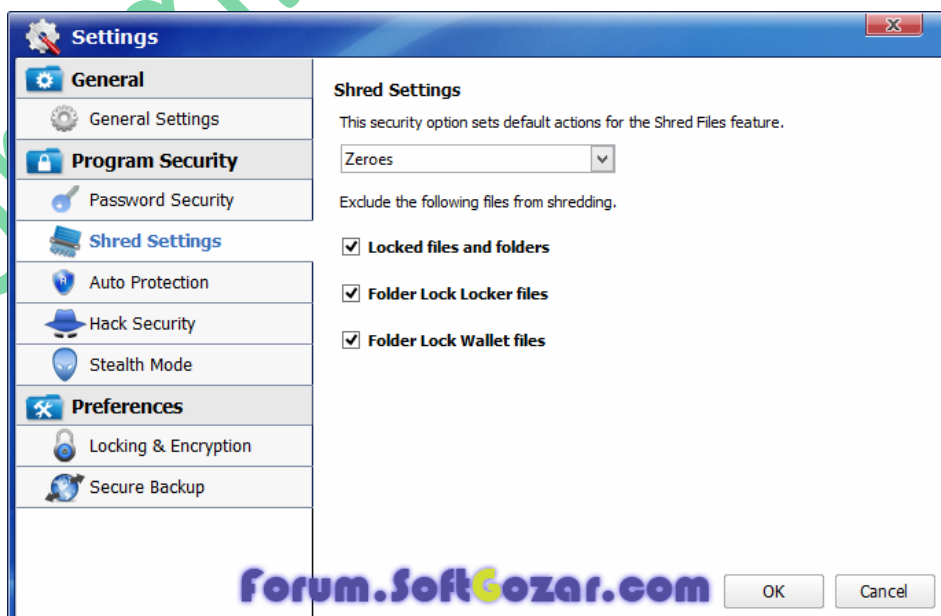 Settings
General
General Settings
Program Security
Password Security
Shred Settings
Auto Protection
Hack Security
Stealth Mode
Preferences
Locking & Encryption
Secure Backup
Shred Settings
This security option sets default actions for the Shred Files feature.
Zeroes
Exclude the following files from shredding.
Locked files and folders
Folder Lock Locker files
Folder Lock Wallet files
Forum.SoftGozar.com
OK
Cancel